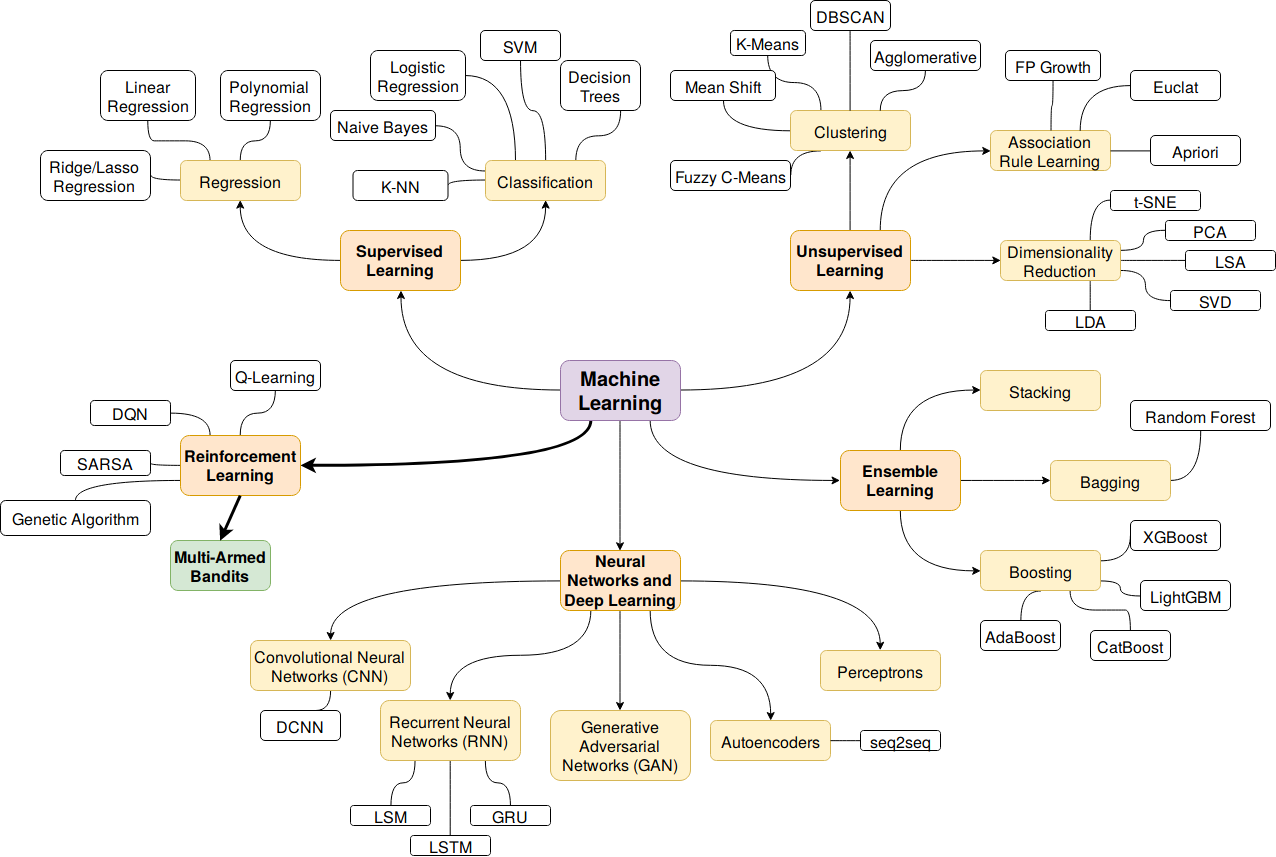 DBSCAN
SVM
K-Means
Agglomerative
Logistic
Regression
Decision
Trees
FP Growth
Linear
Regression
Polynomial
Regression
Mean Shift
Euclat
Naive Bayes
Clustering
Association
Rule Learning
Apriori
Ridge/Lasso
Regression
Regression
K-NN
Classification
Fuzzy C-Means
t-SNE
PCA
Supervised
Learning
Unsupervised
Learning
Dimensionality
Reduction
LSA
SVD
LDA
Machine
Learning
Q-Learning
Stacking
DQN
Random Forest
Reinforcement
Learning
SARSA
Ensemble
Learning
Bagging
Genetic Algorithm
XGBoost
Multi-Armed
Bandits
Neural
Networks and
Deep Learning
Boosting
LightGBM
AdaBoost
CatBoost
Convolutional Neural
Networks (CNN)
Perceptrons
DCNN
Recurrent Neural
Networks (RNN)
Generative
Adversarial
Networks (GAN)
Autoencoders
seq2seq
LSM
GRU
LSTM